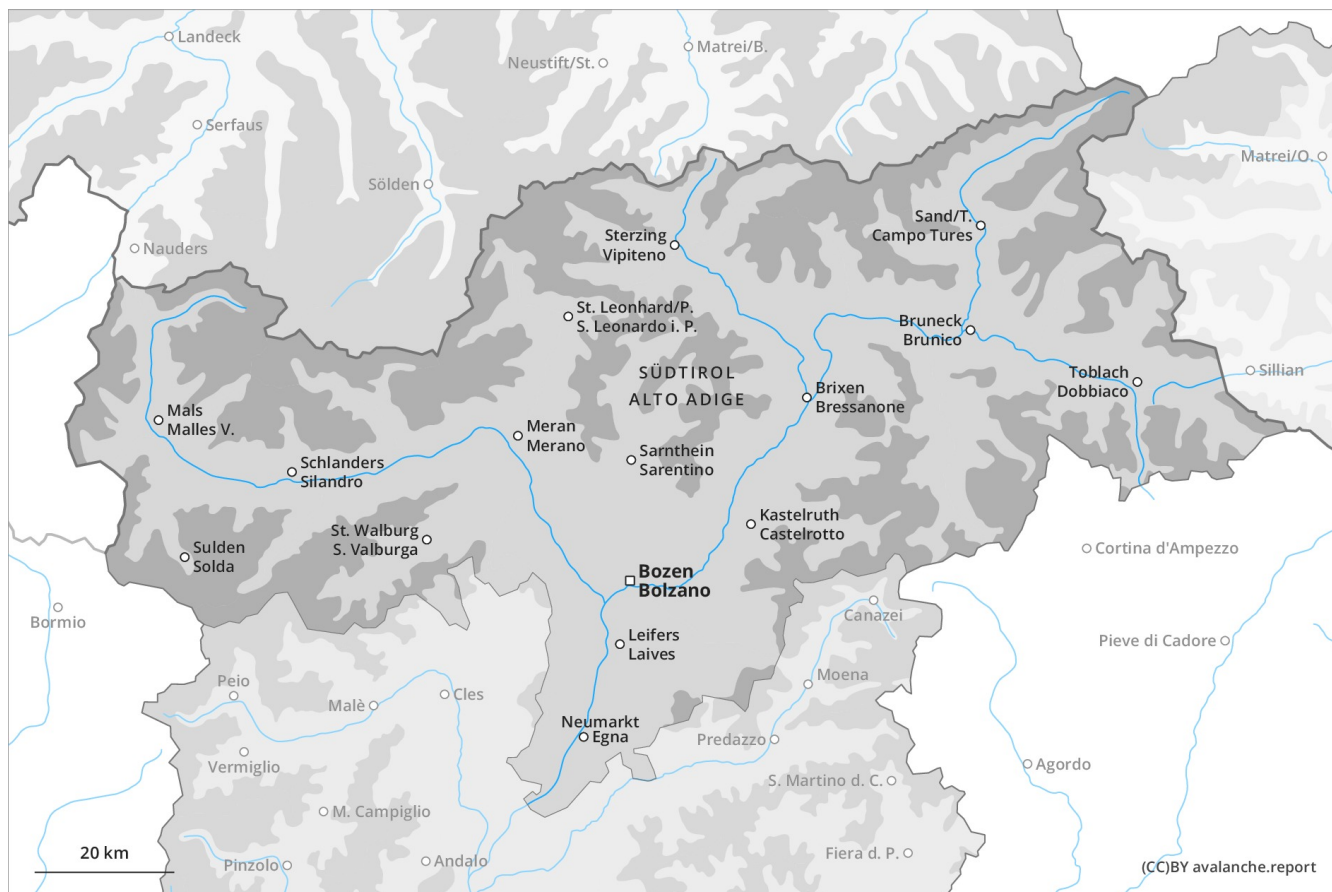 Landeck
Matrei/B.
Neustift/St.
Serfaus
Matrei/O.
Sölden
Sand/T.
Campo Tures
Sterzing
Vipiteno
Nauders
St. Leonhard/P.
S. Leonardo i. P.
Bruneck
Brunico
SÜDTIROL
ALTO ADIGE
Toblach
Dobbiaco
Sillian
Brixen
Bressanone
Mals
Malles V.
Meran
Merano
Sarnthein
Sarentino
Schlanders
Silandro
Kastelruth
Castelrotto
St. Walburg
S. Valburga
Sulden
Solda
Cortina d'Ampezzo
Bozen
Bolzano
Bormio
Canazei
Leifers
Laives
Pieve di Cadore
Moena
Peio
Malè
Cles
Neumarkt
Egna
Predazzo
Vermiglio
Agordo
S. Martino d. C.
M. Campiglio
20 km
Pinzolo
Andalo
Fiera d. P.
(CC)BY avalanche.report